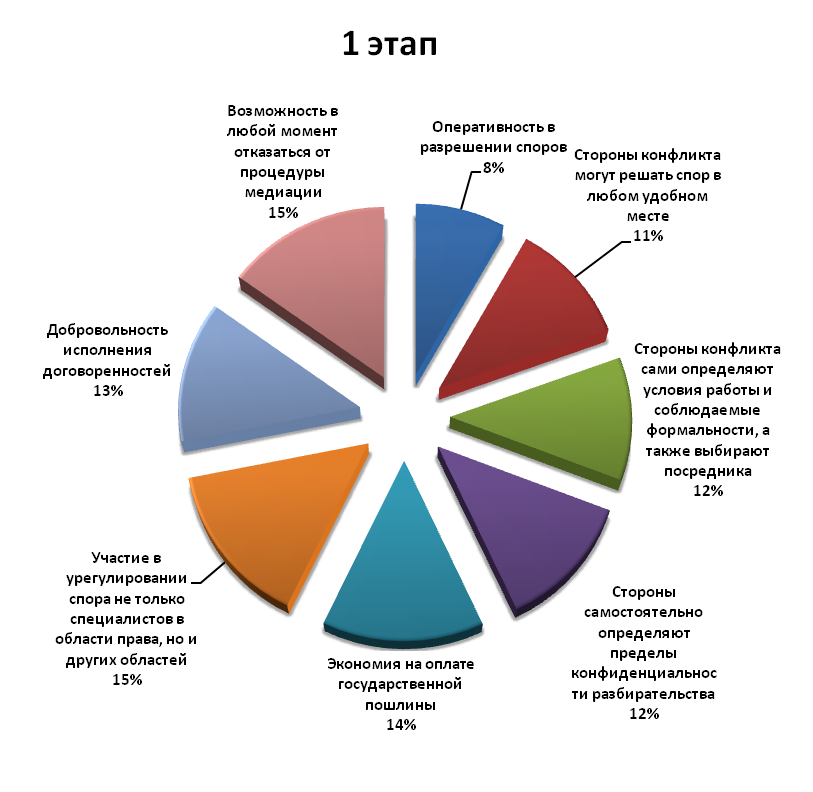 1 этап
Возможность в
любой момент
отказаться от
процедуры
медиации
15%
Оперативность в
разрешении споров
8%
Стороны конфликта
могут решать спор в
любом удобном
месте
11%
Стороны конфликта
сами определяют
условия работы и
соблюдаемые
формальности, а
также выбирают
посредника
12%
Стороны
самостоятельно
определяют
пределы
конфиденциальнос
ти разбирательства
12%
Экономия на оплате
государственной
пошлины
14%
Участие в
урегулировании
спора не только
специалистов в
области права, но и
других областей
15%
Добровольность
исполнения
договоренностей
13%